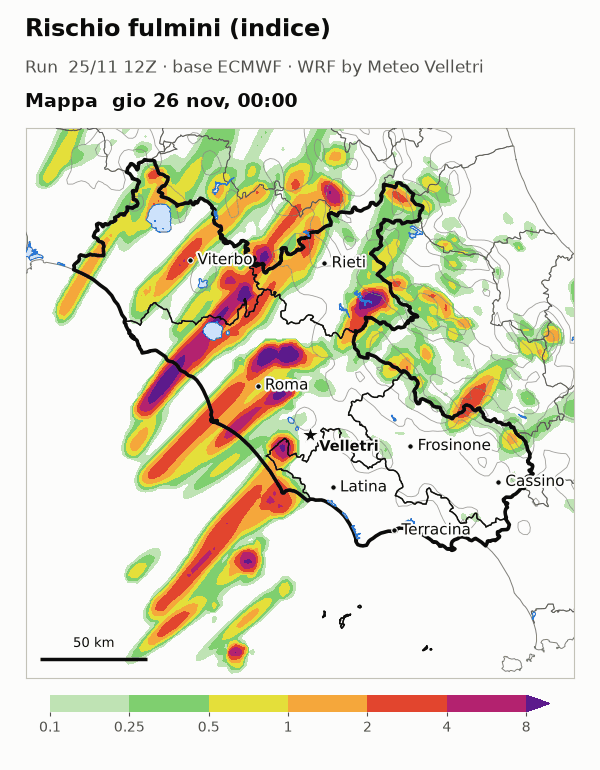 Rischio fulmini (indice)
Run  25/11 12Z · base ECMWF · WRF by Meteo Velletri
Mappa  gio 26 nov, 00:00
Viterbo
Rieti
Roma
Velletri
Frosinone
Latina
Cassino
Terracina
50 km
0.1 0.25 0.5 1 2 4 8